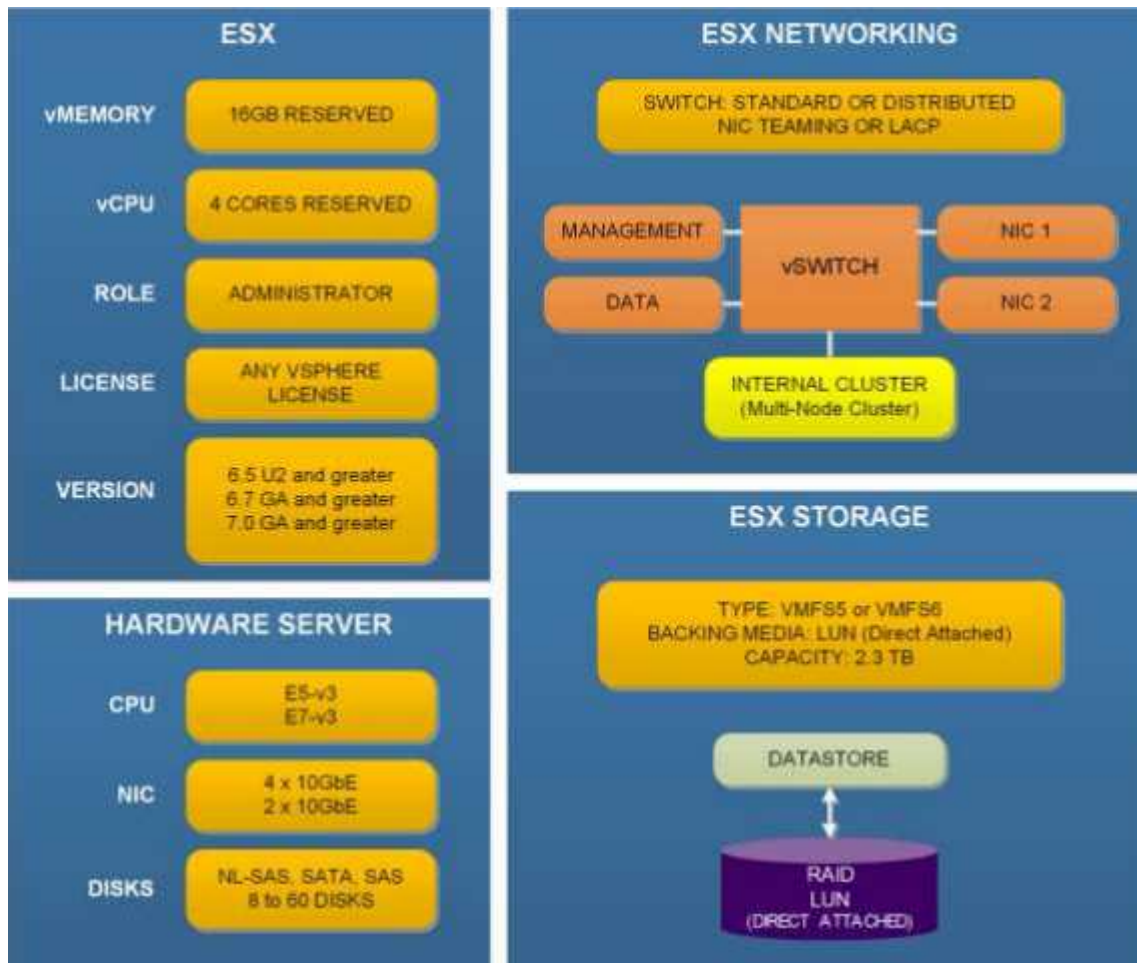 ESX
vMEMORY
16GB RESERVED
vCPU
4 CORES RESERVED
ROLE
ADMINISTRATOR
LICENSE
ANY VSPHERE
LICENSE
VERSION
6.5 U2 and greater
6.7 GA and greater
7.0 GA and greater
HARDWARE SERVER
CPU
E5-v3
E7-v3
NIC
4 x 10GbE
2 x 10GbE
DISKS
NL-SAS, SATA, SAS
8 to 60 DISKS
ESX NETWORKING
SWITCH: STANDARD OR DISTRIBUTED
NIC TEAMING OR LACP
MANAGEMENT
DATA
vSWITCH
NIC 1
NIC 2
INTERNAL CLUSTER
(Multi-Node Cluster)
ESX STORAGE
TYPE: VMFS5 or VMFS6
BACKING MEDIA: LUN (Direct Attached)
CAPACITY: 2.3 TB
DATASTORE
RAID
LUN
(DIRECT ATTACHED)